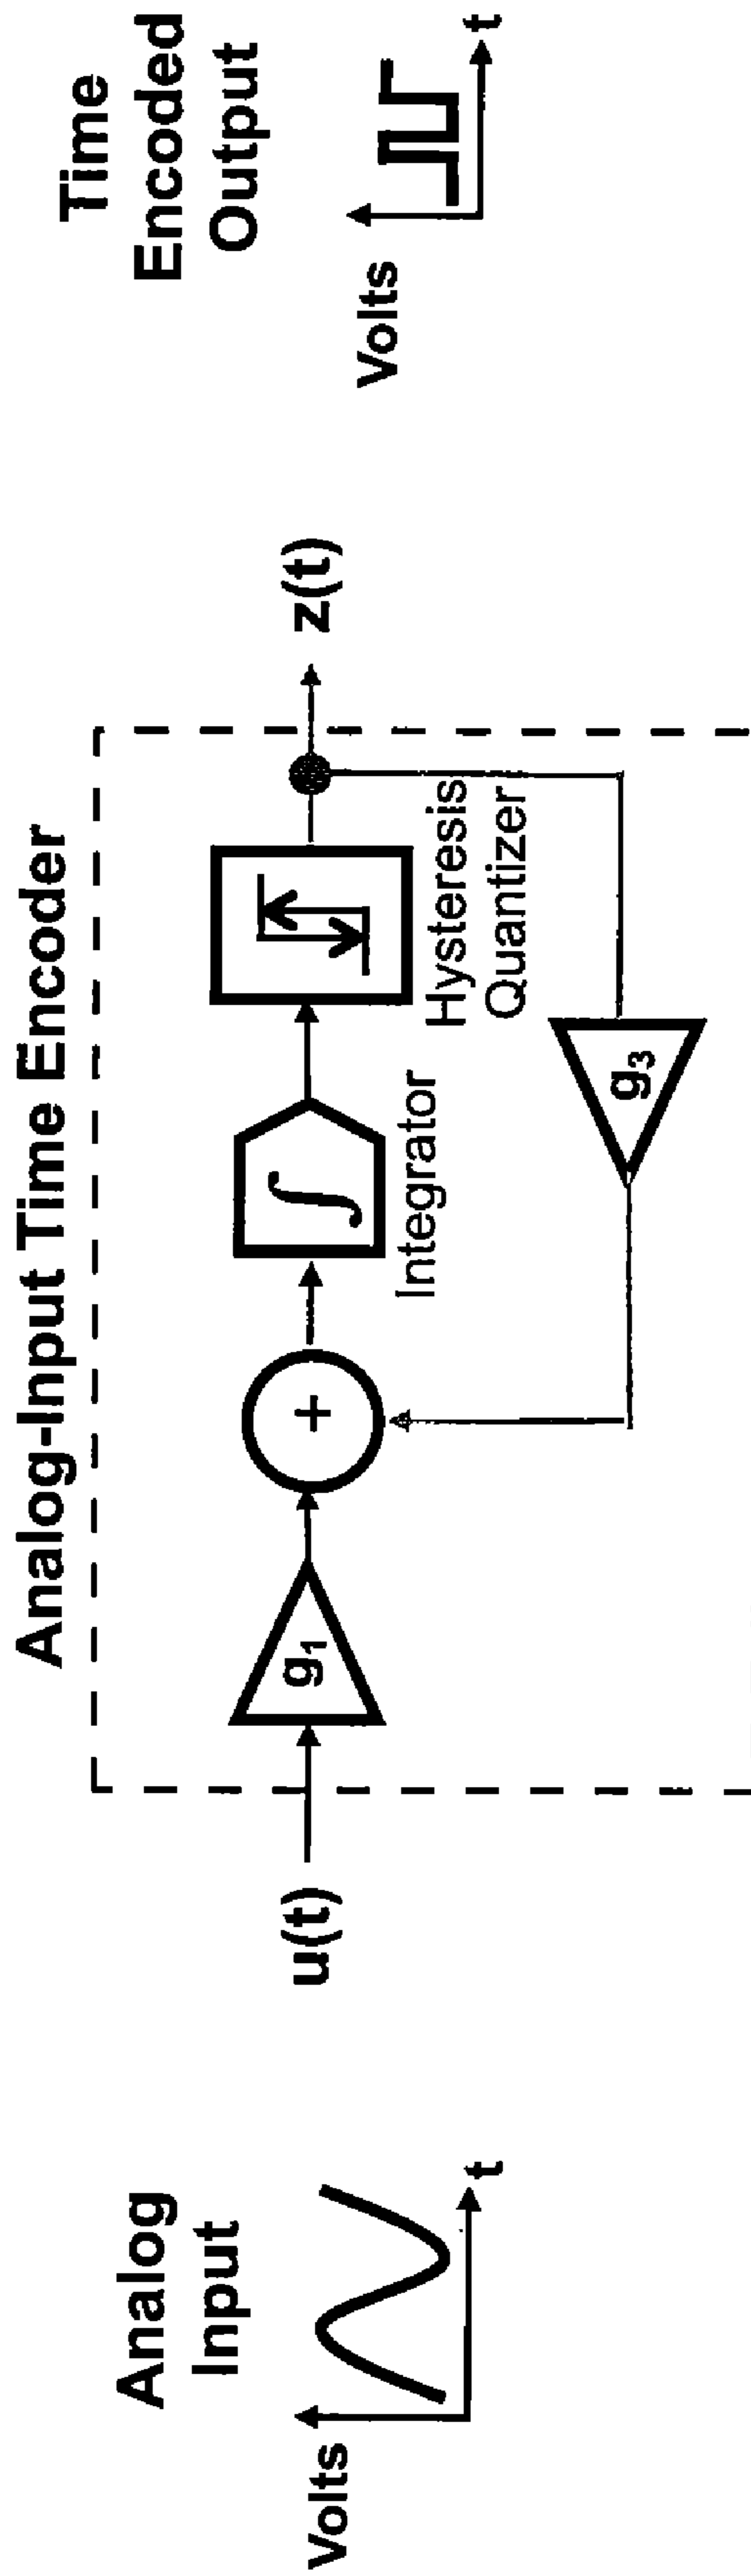 Analog-Input Time Encoder
Analog
Input
Volts
t
u(t)
g₁
+
∫
Integrator
Hysteresis
Quantizer
g₃
z(t)
Time
Encoded
Output
Volts
t